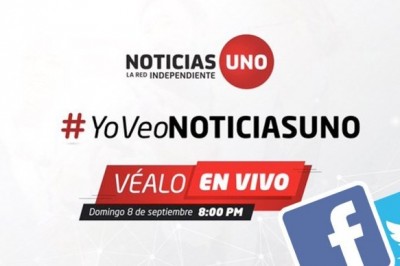 NOTICIAS UNO
LA RED INDEPENDIENTE
#YoVeoNOTICIASUNO
VÉALO EN VIVO
Domingo 8 de septiembre 8:00 PM
f